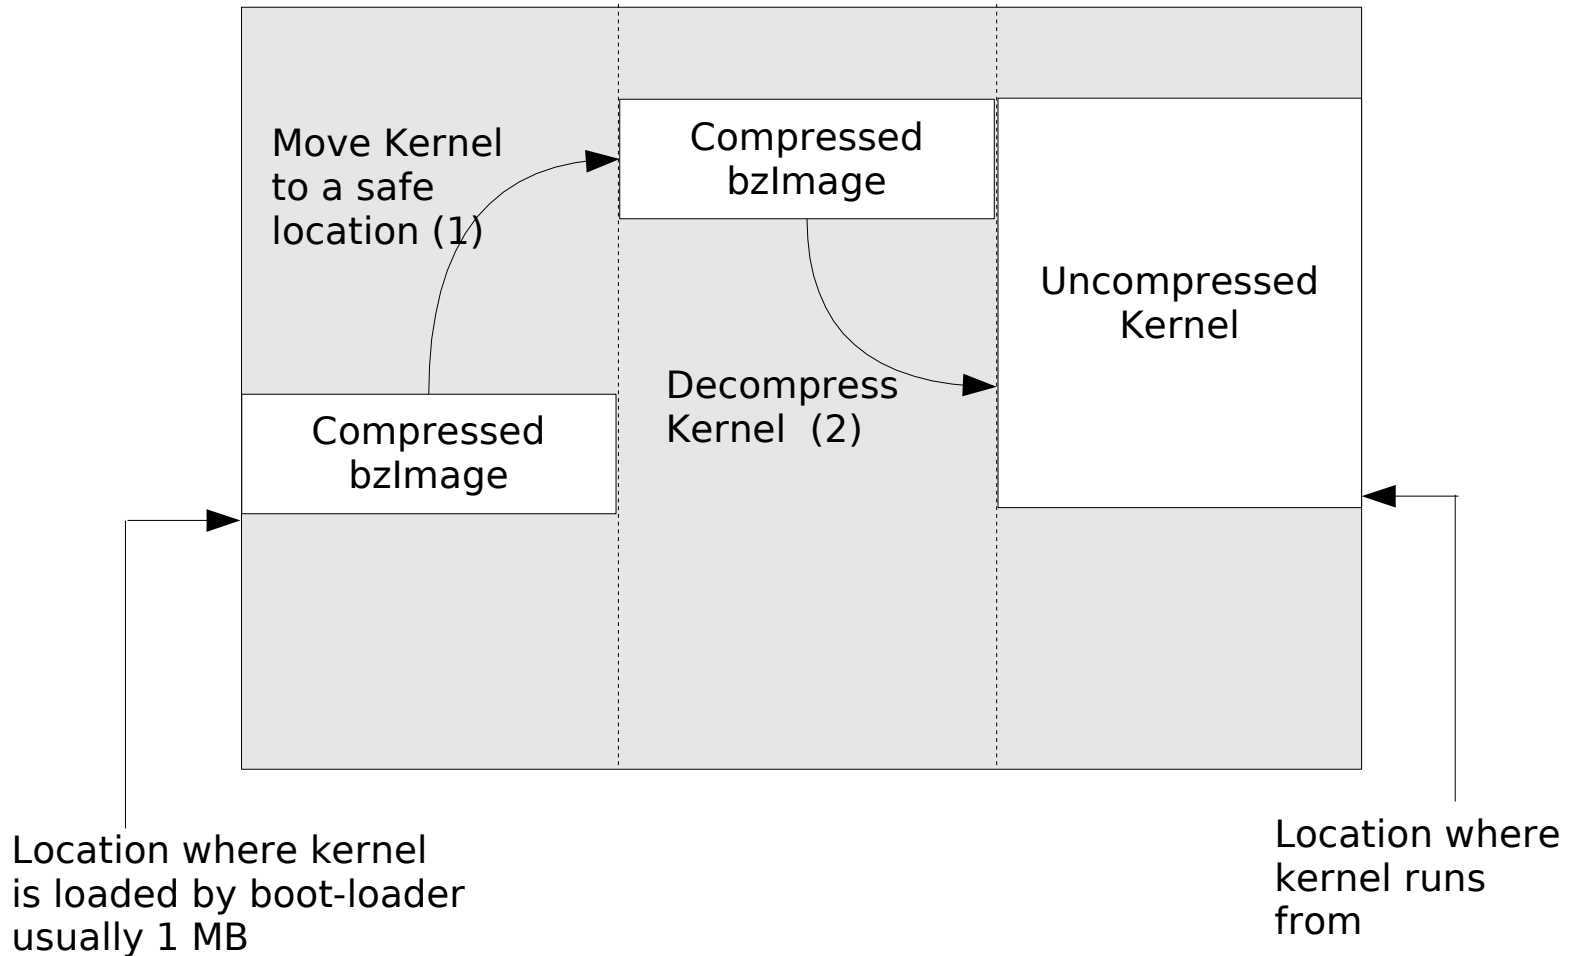 Move Kernel
to a safe
location (1)
Compressed
bzImage
Compressed
bzImage
Decompress
Kernel  (2)
Uncompressed
Kernel
Location where kernel
is loaded by boot-loader
usually 1 MB
Location where
kernel runs
from